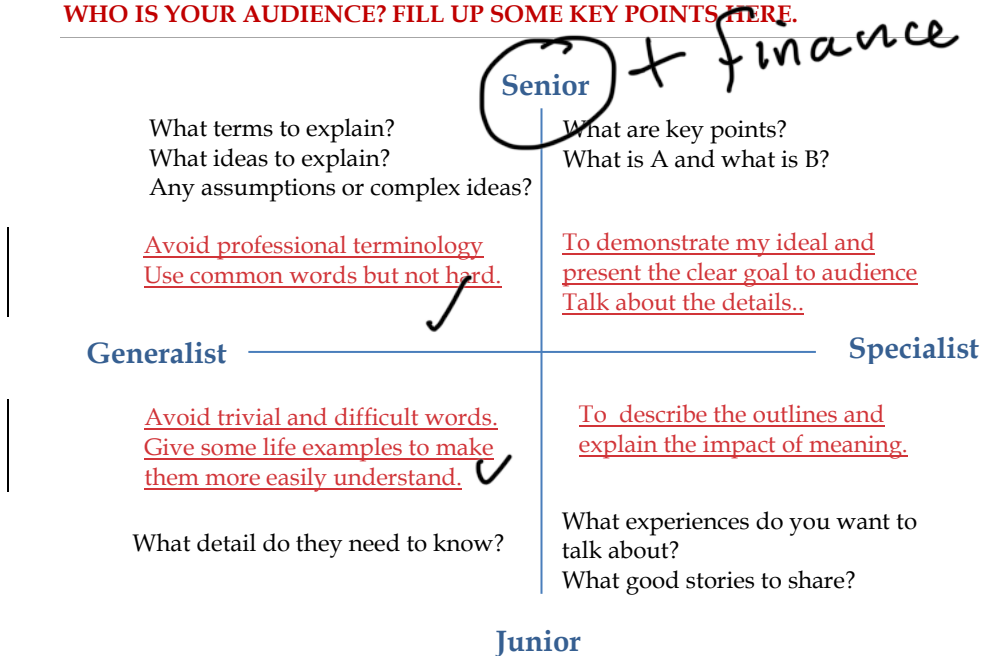 WHO IS YOUR AUDIENCE? FILL UP SOME KEY POINTS HERE.
+ finance
Senior
What terms to explain?
What ideas to explain?
Any assumptions or complex ideas?
What are key points?
What is A and what is B?
Avoid professional terminology
Use common words but not hard.
To demonstrate my ideal and
present the clear goal to audience
Talk about the details..
Generalist
Specialist
Avoid trivial and difficult words.
Give some life examples to make
them more easily understand.
To  describe the outlines and
explain the impact of meaning.
What detail do they need to know?
What experiences do you want to
talk about?
What good stories to share?
Junior